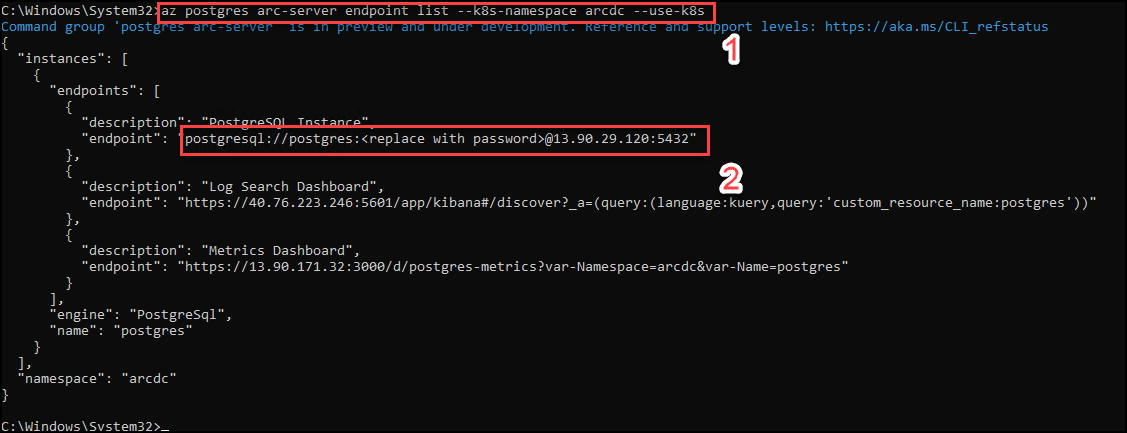 C:\Windows\System32>az postgres arc-server endpoint list --k8s-namespace arcdc --use-k8s
Command group 'postgres arc-server' is in preview and under development. Reference and support levels: https://aka.ms/CLI_refstatus
1
{
  "instances": [
    {
      "endpoints": [
        {
          "description": "PostgreSQL Instance",
          "endpoint": "postgresql://postgres:<replace with password>@13.90.29.120:5432"
        },
2
        {
          "description": "Log Search Dashboard",
          "endpoint": "https://40.76.223.246:5601/app/kibana#/discover?_a=(query:(language:kuery,query:'custom_resource_name:postgres'))"
        },
        {
          "description": "Metrics Dashboard",
          "endpoint": "https://13.90.171.32:3000/d/postgres-metrics?var-Namespace=arcdc&var-Name=postgres"
        }
      ],
      "engine": "PostgreSql",
      "name": "postgres"
    }
  ],
  "namespace": "arcdc"
}
C:\Windows\System32>_